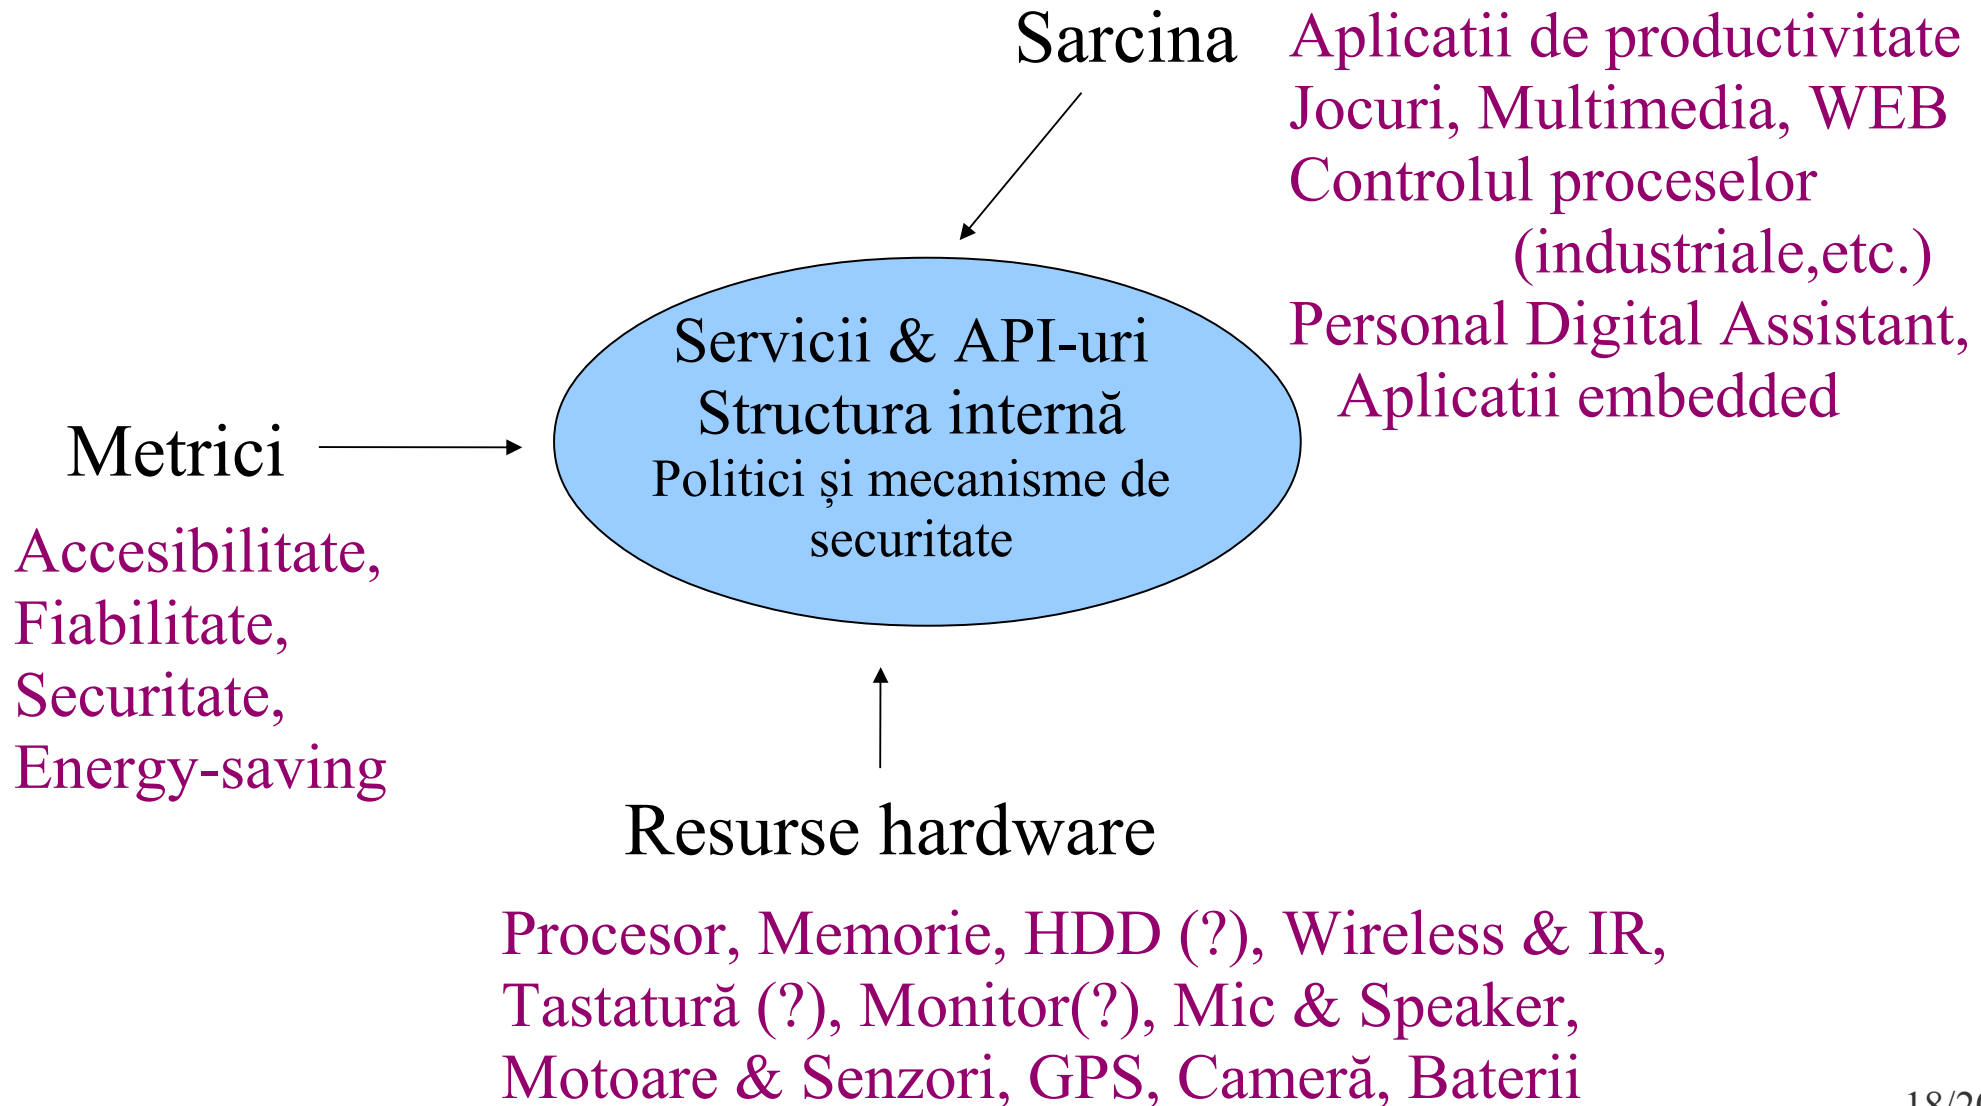 Sarcina
Aplicatii de productivitate
Jocuri, Multimedia, WEB
Controlul proceselor
(industriale,etc.)
Personal Digital Assistant,
Aplicatii embedded
Servicii & API-uri
Structura internă
Politici și mecanisme de
securitate
Metrici
Accesibilitate,
Fiabilitate,
Securitate,
Energy-saving
Resurse hardware
Procesor, Memorie, HDD (?), Wireless & IR,
Tastatură (?), Monitor(?), Mic & Speaker,
Motoare & Senzori, GPS, Cameră, Baterii